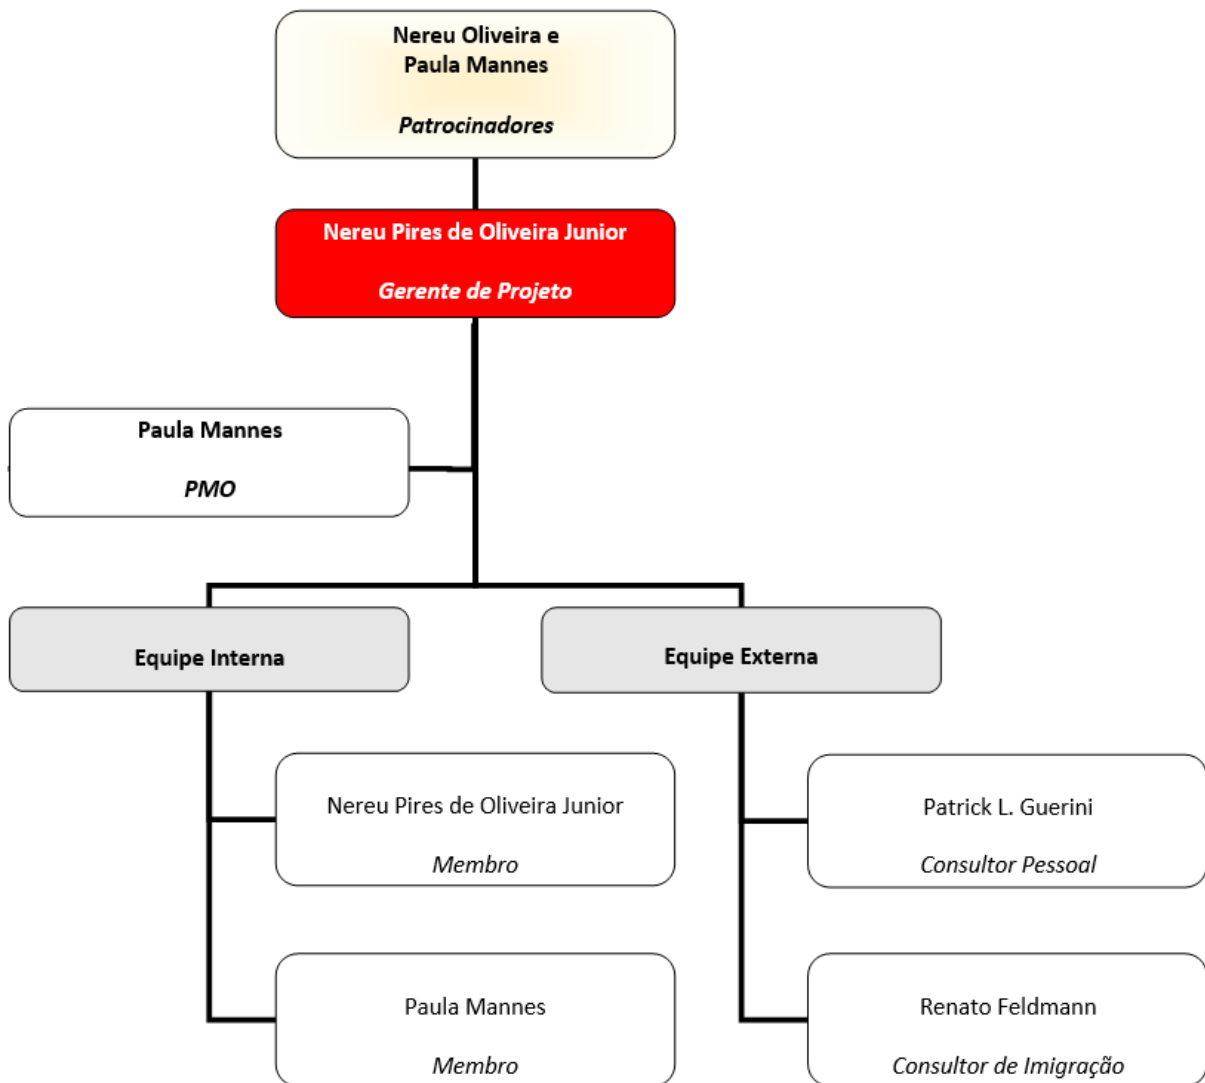 Nereu Oliveira e
Paula Mannes
Patrocinadores
Nereu Pires de Oliveira Junior
Gerente de Projeto
Paula Mannes
PMO
Equipe Interna
Equipe Externa
Nereu Pires de Oliveira Junior
Membro
Patrick L. Guerini
Consultor Pessoal
Paula Mannes
Membro
Renato Feldmann
Consultor de Imigração